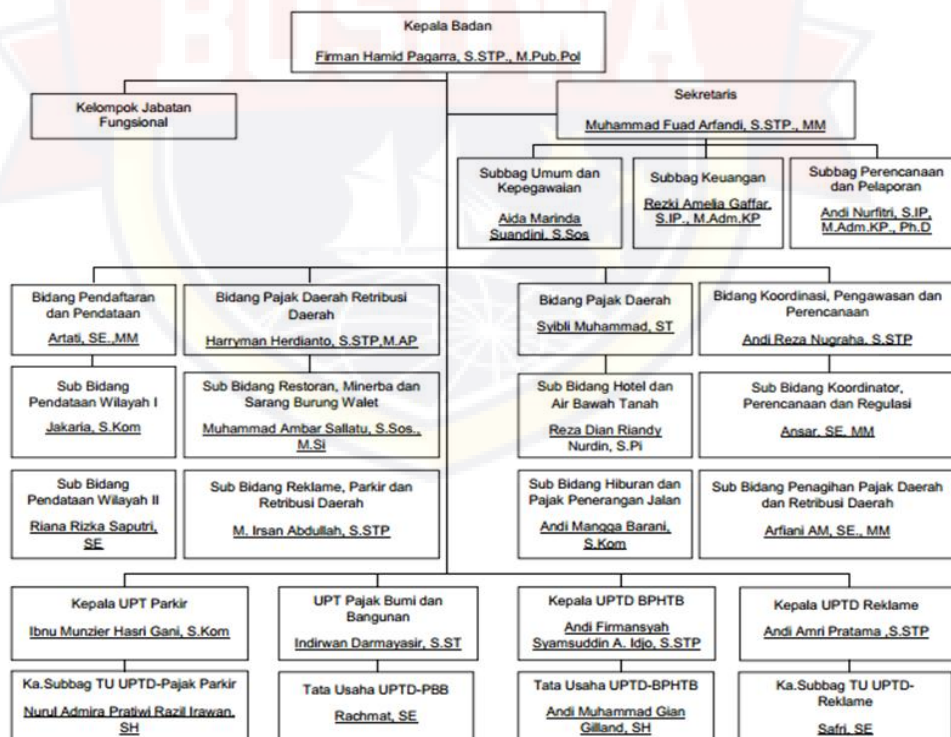 BOSOWA
Kepala Badan
Firman Hamid Pagarra, S.STP., M.Pub.Pol
Kelompok Jabatan
Fungsional
Sekretaris
Muhammad Fuad Arfandi, S.STP., MM
Subbag Umum dan
Kepegawaian
Aida Marinda
Suandini, S.Sos
Subbag Keuangan
Rezki Amelia Gaffar,
S.IP., M.Adm.KP
Subbag Perencanaan
dan Pelaporan
Andi Nurfitri, S.IP,
M.Adm.KP., Ph.D
Bidang Pendaftaran
dan Pendataan
Artati, SE.,MM
Bidang Pajak Daerah Retribusi
Daerah
Harryman Herdianto, S.STP,M.AP
Bidang Pajak Daerah
Syibli Muhammad, ST
Bidang Koordinasi, Pengawasan dan
Perencanaan
Andi Reza Nugraha, S.STP
Sub Bidang
Pendataan Wilayah I
Jakaria, S.Kom
Sub Bidang Restoran, Minerba dan
Sarang Burung Walet
Muhammad Ambar Sallatu, S.Sos.,
M.Si
Sub Bidang Hotel dan
Air Bawah Tanah
Reza Dian Riandy
Nurdin, S.Pi
Sub Bidang Koordinator,
Perencanaan dan Regulasi
Ansar, SE, MM
Sub Bidang
Pendataan Wilayah II
Riana Rizka Saputri,
SE
Sub Bidang Reklame, Parkir dan
Retribusi Daerah
M. Irsan Abdullah, S.STP
Sub Bidang Hiburan dan
Pajak Penerangan Jalan
Andi Mangga Barani,
S.Kom
Sub Bidang Penagihan Pajak Daerah
dan Retribusi Daerah
Arfiani AM, SE., MM
Kepala UPT Parkir
Ibnu Munzier Hasri Gani, S.Kom
UPT Pajak Bumi dan
Bangunan
Indirwan Darmayasir, S.ST
Kepala UPTD BPHTB
Andi Firmansyah
Syamsuddin A. Idjo, S.STP
Kepala UPTD Reklame
Andi Amri Pratama ,S.STP
Ka.Subbag TU UPTD-Pajak Parkir
Nurul Admira Pratiwi Razil Irawan,
SH
Tata Usaha UPTD-PBB
Rachmat, SE
Tata Usaha UPTD-BPHTB
Andi Muhammad Gian
Gilland, SH
Ka.Subbag TU UPTD-
Reklame
Safri, SE